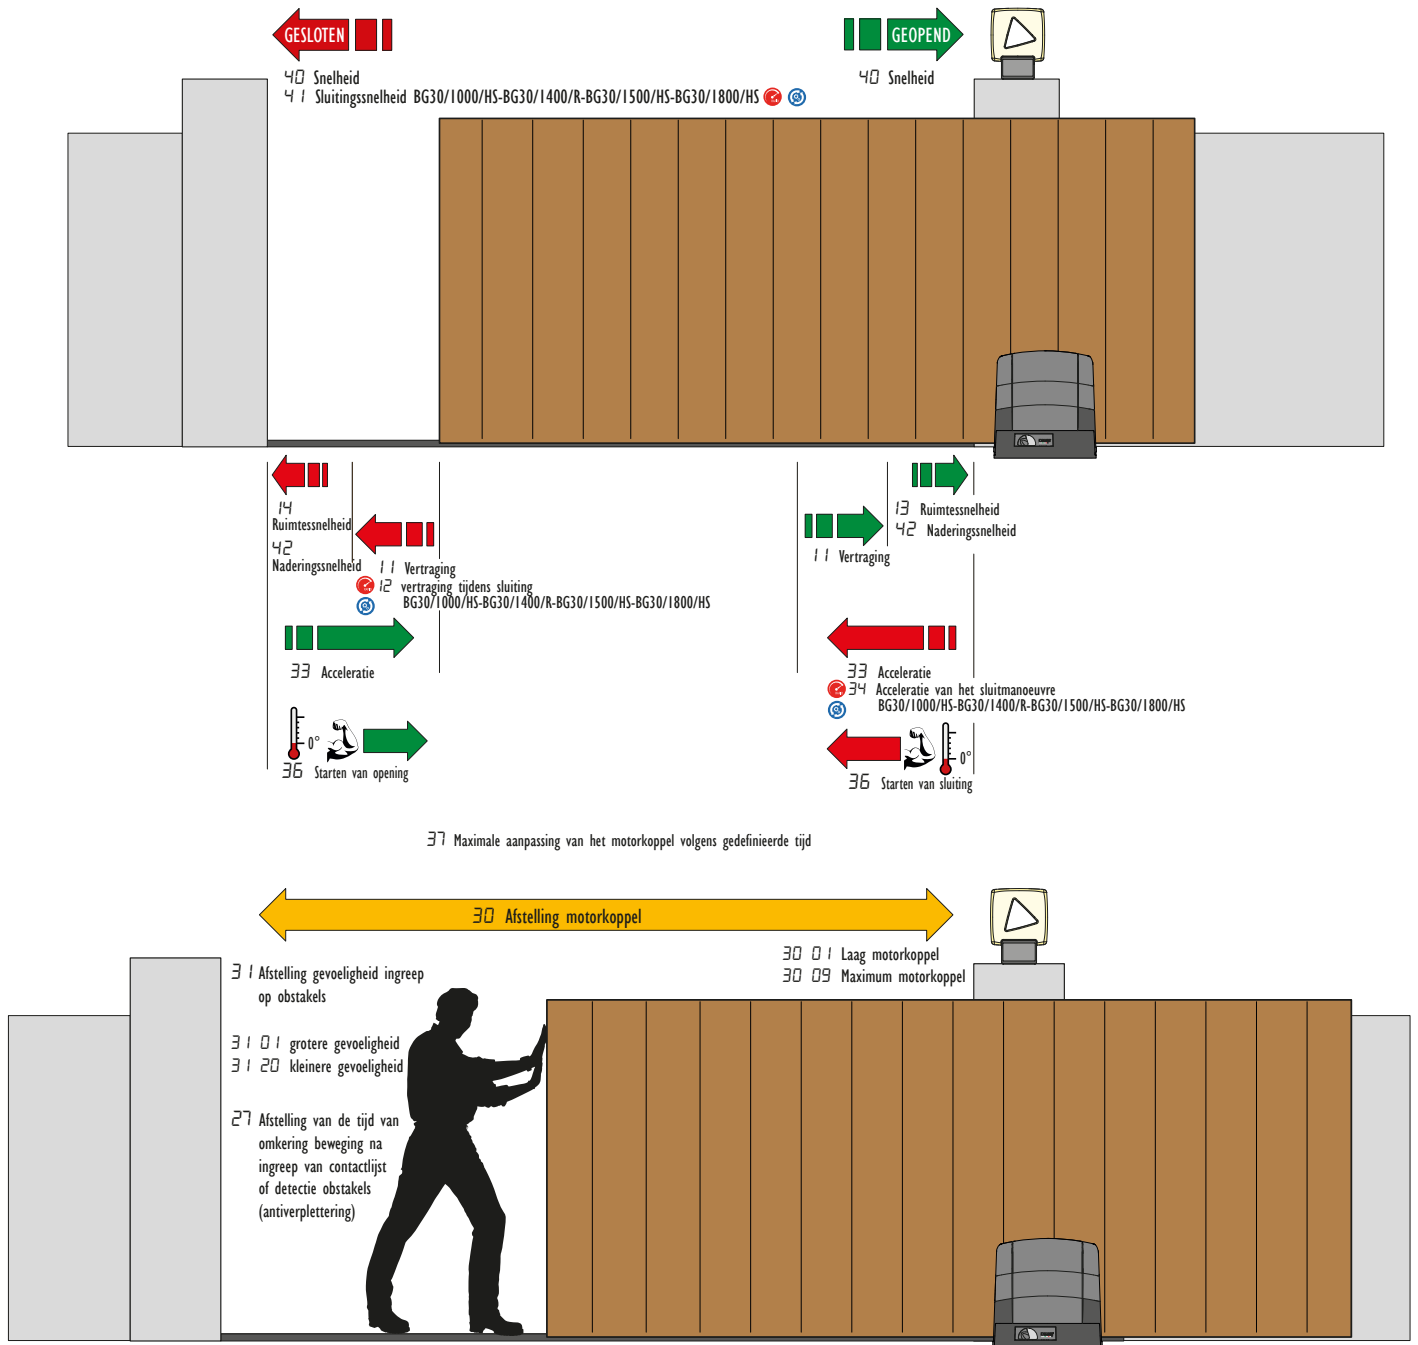 GESLOTEN
GEOPEND
40 Snelheid
41 Sluitingssnelheid BG30/1000/HS-BG30/1400/R-BG30/1500/HS-BG30/1800/HS
40 Snelheid
14
Ruimtessnelheid
42
Naderingssnelheid
11 Vertraging
12 vertraging tijdens sluiting
BG30/1000/HS-BG30/1400/R-BG30/1500/HS-BG30/1800/HS
13 Ruimtessnelheid
42 Naderingssnelheid
11 Vertraging
33 Acceleratie
33 Acceleratie
34 Acceleratie van het sluitmanoeuvre
BG30/1000/HS-BG30/1400/R-BG30/1500/HS-BG30/1800/HS
0°
36 Starten van opening
0°
36 Starten van sluiting
37 Maximale aanpassing van het motorkoppel volgens gedefinieerde tijd
30 Afstelling motorkoppel
30 01 Laag motorkoppel
30 09 Maximum motorkoppel
31 Afstelling gevoeligheid ingreep
op obstakels
31 01 grotere gevoeligheid
31 20 kleinere gevoeligheid
27 Afstelling van de tijd van
omkering beweging na
ingreep van contactlijst
of detectie obstakels
(antiverplettering)